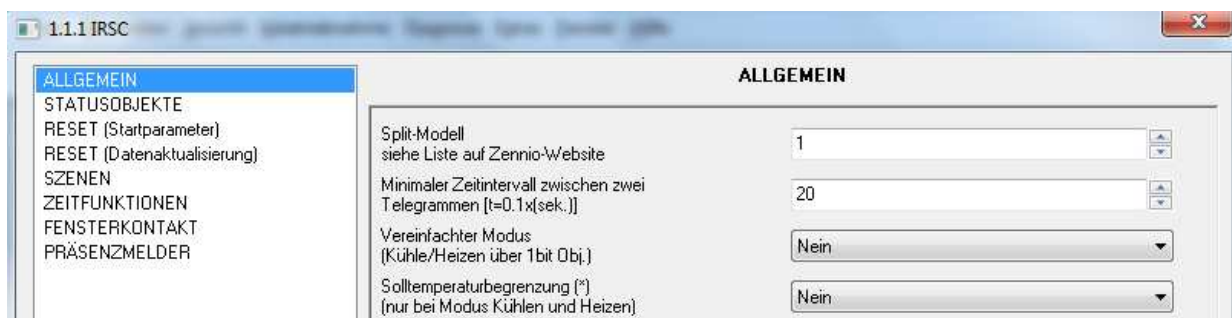 1.1.1 IRSC
ALLGEMEIN
STATUSOBJEKTE
RESET (Startparameter)
RESET (Datenaktualisierung)
SZENEN
ZEITFUNKTIONEN
FENSTERKONTAKT
PRÄSENZMELDER
ALLGEMEIN
Split-Modell
siehe Liste auf Zennio-Website
1
Minimaler Zeitintervall zwischen zwei
Telegrammen [t=0.1x(sek.)]
20
Vereinfachter Modus
(Kühle/Heizen über 1bit Obj.)
Nein
Solltemperaturbegrenzung (*)
(nur bei Modus Kühlen und Heizen)
Nein